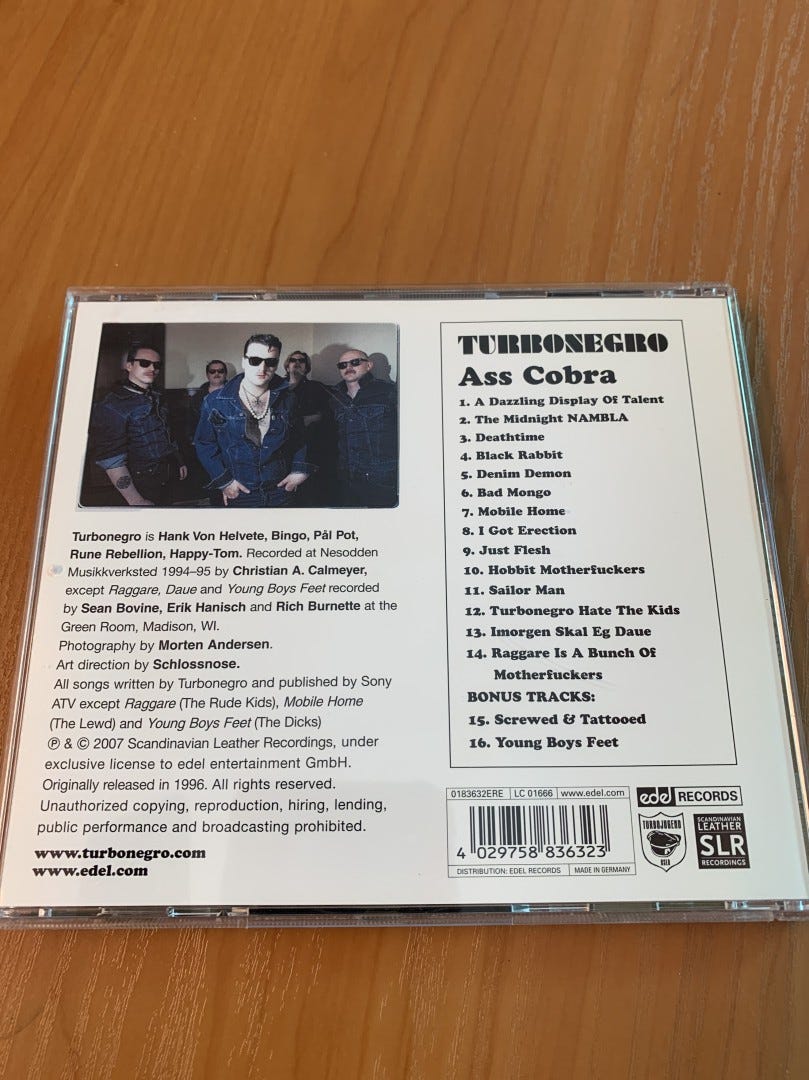 Turbonegro is Hank Von Helvete, Bingo, Pål Pot,
Rune Rebellion, Happy-Tom. Recorded at Nesodden
Musikkverksted 1994–95 by Christian A. Calmeyer,
except Raggare, Daue and Young Boys Feet recorded
by Sean Bovine, Erik Hanisch and Rich Burnette at the
Green Room, Madison, WI.
Photography by Morten Andersen.
Art direction by Schlossnose.
All songs written by Turbonegro and published by Sony
ATV except Raggare (The Rude Kids), Mobile Home
(The Lewd) and Young Boys Feet (The Dicks)
℗ & © 2007 Scandinavian Leather Recordings, under
exclusive license to edel entertainment GmbH.
Originally released in 1996. All rights reserved.
Unauthorized copying, reproduction, hiring, lending,
public performance and broadcasting prohibited.
www.turbonegro.com
www.edel.com
TURBONEGRO
Ass Cobra
1. A Dazzling Display Of Talent
2. The Midnight NAMBLA
3. Deathtime
4. Black Rabbit
5. Denim Demon
6. Bad Mongo
7. Mobile Home
8. I Got Erection
9. Just Flesh
10. Hobbit Motherfuckers
11. Sailor Man
12. Turbonegro Hate The Kids
13. Imorgen Skal Eg Daue
14. Raggare Is A Bunch Of
Motherfuckers
BONUS TRACKS:
15. Screwed & Tattooed
16. Young Boys Feet
0183632ERE LC 01666 www.edel.com
4 029758 836323
DISTRIBUTION: EDEL RECORDS MADE IN GERMANY
edel RECORDS
TURBOJUGEND
SCANDINAVIAN
LEATHER
SLR
RECORDINGS